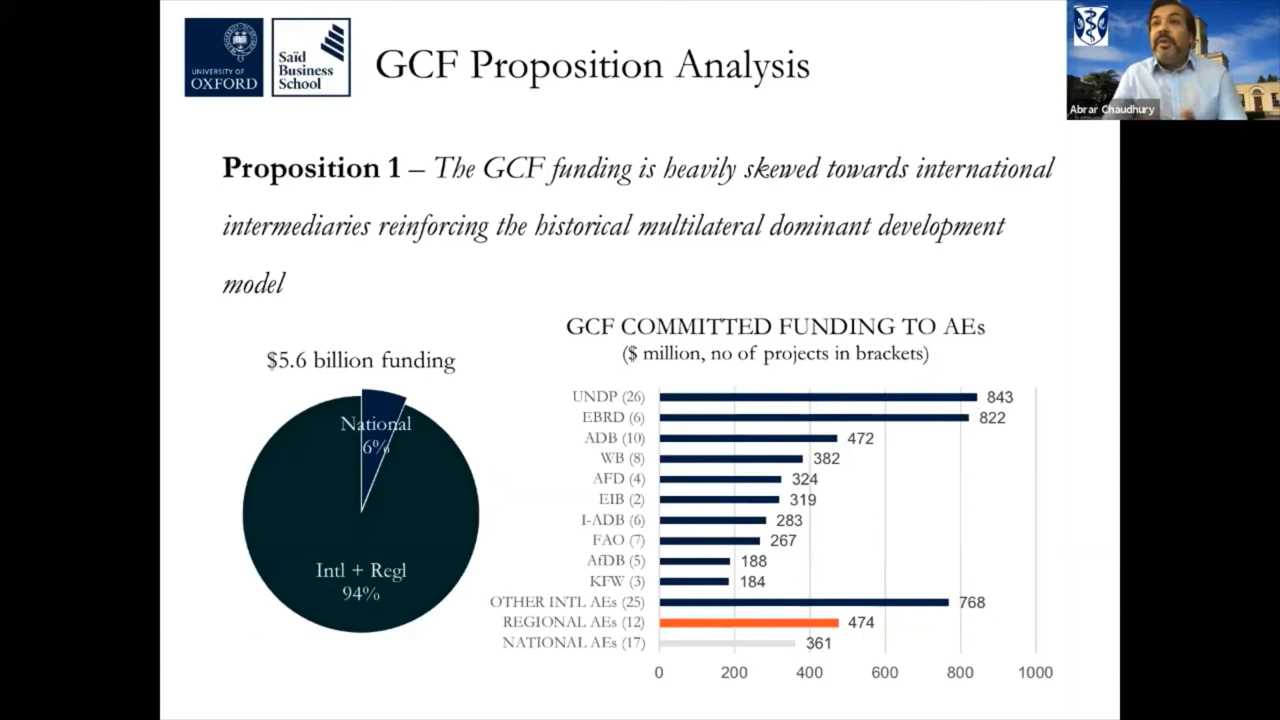 UNIVERSITY OF
OXFORD
Saïd
Business
School
GCF Proposition Analysis
Abrar Chaudhury
Proposition 1 – The GCF funding is heavily skewed towards international
intermediaries reinforcing the historical multilateral dominant development
model
$5.6 billion funding
National
6%
Intl + Regl
94%
GCF COMMITTED FUNDING TO AEs
($ million, no of projects in brackets)
UNDP (26) 843
EBRD (6) 822
ADB (10) 472
WB (8) 382
AFD (4) 324
EIB (2) 319
I-ADB (6) 283
FAO (7) 267
AfDB (5) 188
KFW (3) 184
OTHER INTL AEs (25) 768
REGIONAL AEs (12) 474
NATIONAL AEs (17) 361
0 200 400 600 800 1000